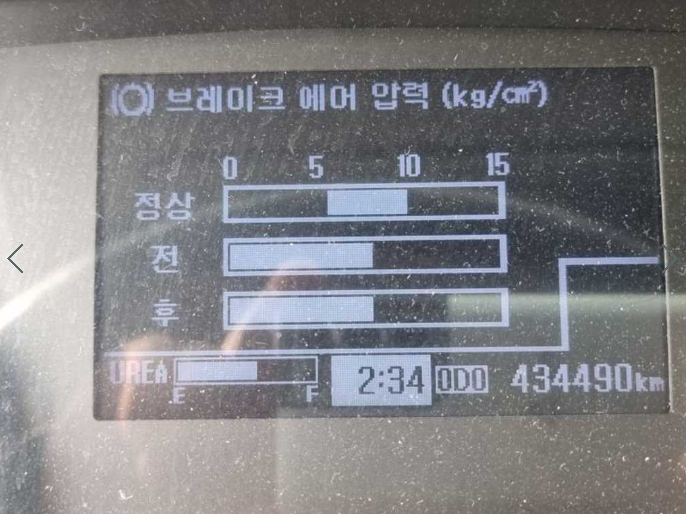 브레이크 에어 압력 (kg/cm²)
0 5 10 15
정상
전
후
UREA E F 2:34 ODO 434490km